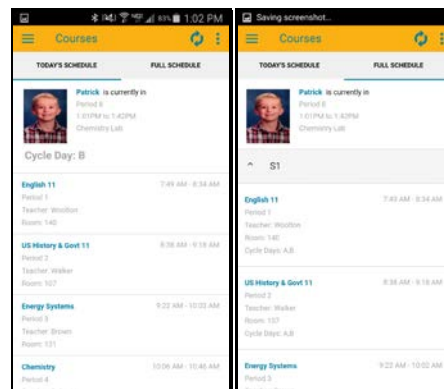 1:02 PM
Courses
TODAY'S SCHEDULE
FULL SCHEDULE
Patrick is currently in
Period 8
1:01PM to 1:42PM
Chemistry Lab
Cycle Day: B
English 11
7:49 AM - 8:34 AM
Period 1
Teacher: Woolton
Room: 140
US History & Govt 11
8:38 AM - 9:18 AM
Period 2
Teacher: Walker
Room: 107
Energy Systems
9:22 AM - 10:02 AM
Period 3
Teacher: Brown
Room: 121
Chemistry
10:06 AM - 10:46 AM
Period 4
Saving screenshot...
Courses
TODAY'S SCHEDULE
FULL SCHEDULE
Patrick is currently in
Period 8
1:01PM to 1:42PM
Chemistry Lab
S1
English 11
7:49 AM - 8:34 AM
Period 1
Teacher: Woolton
Room: 140
Cycle Days: A,B
US History & Govt 11
8:38 AM - 9:18 AM
Period 2
Teacher: Walker
Room: 107
Cycle Days: A,B
Energy Systems
9:22 AM - 10:02 AM
Period 3